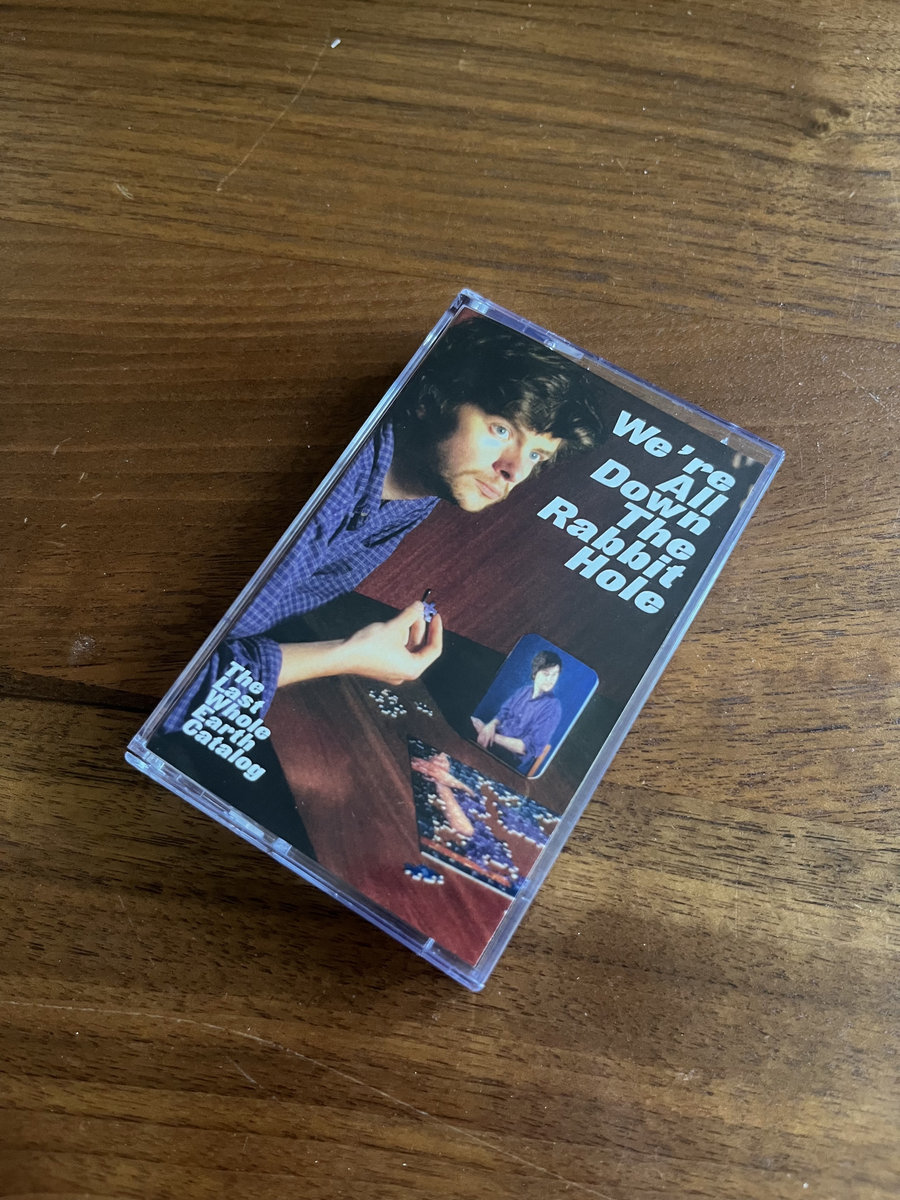 We're
All
Down
The
Rabbit
Hole
The
Last
Whole
Earth
Catalog